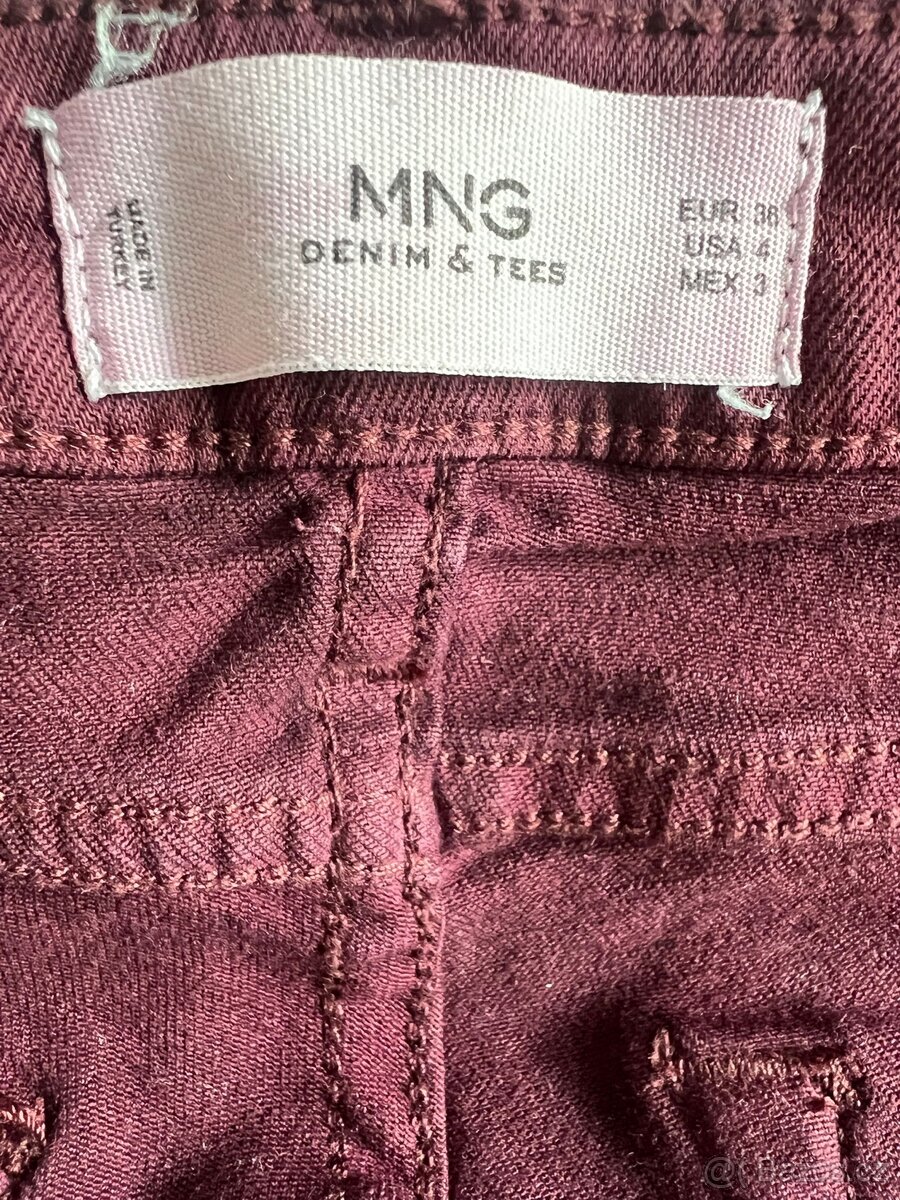 MADE IN
TURKEY
MNG
DENIM & TEES
EUR 36
USA 4
MEX 3